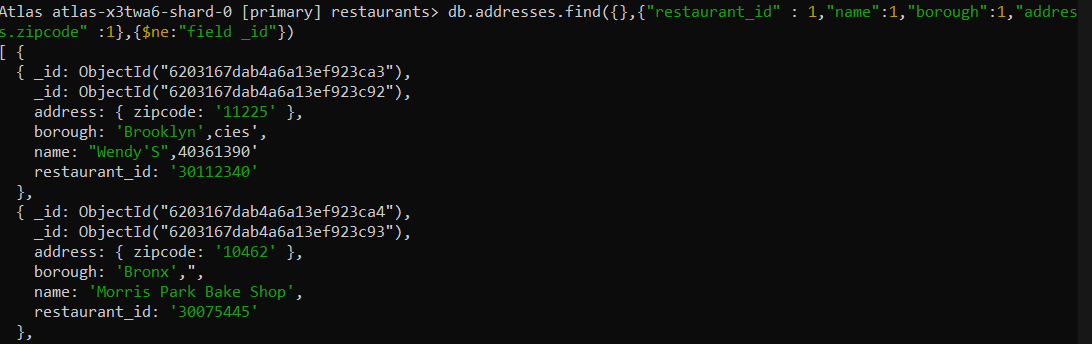 Atlas atlas-x3twa6-shard-0 [primary] restaurants> db.addresses.find({},{"restaurant_id" : 1,"name":1,"borough":1,"addres
s.zipcode" :1},{$ne:"field _id"})
[ {
{ _id: ObjectId("6203167dab4a6a13ef923ca3"),
_id: ObjectId("6203167dab4a6a13ef923c92"),
address: { zipcode: '11225' },
borough: 'Brooklyn',cies',
name: "Wendy'S",40361390'
restaurant_id: '30112340'
},
{ _id: ObjectId("6203167dab4a6a13ef923ca4"),
_id: ObjectId("6203167dab4a6a13ef923c93"),
address: { zipcode: '10462' },
borough: 'Bronx',",
name: 'Morris Park Bake Shop',
restaurant_id: '30075445'
},